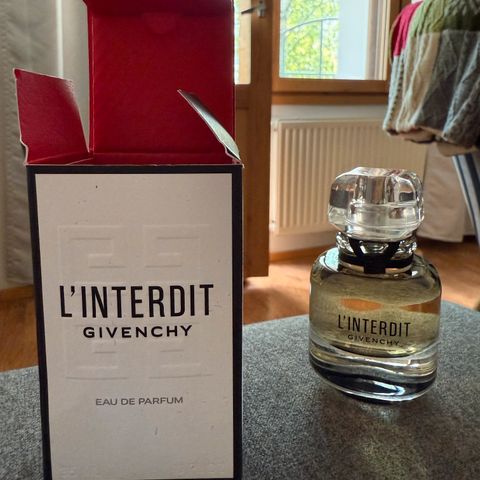 L'INTERDIT
GIVENCHY
EAU DE PARFUM
L'INTERDIT
GIVENCHY